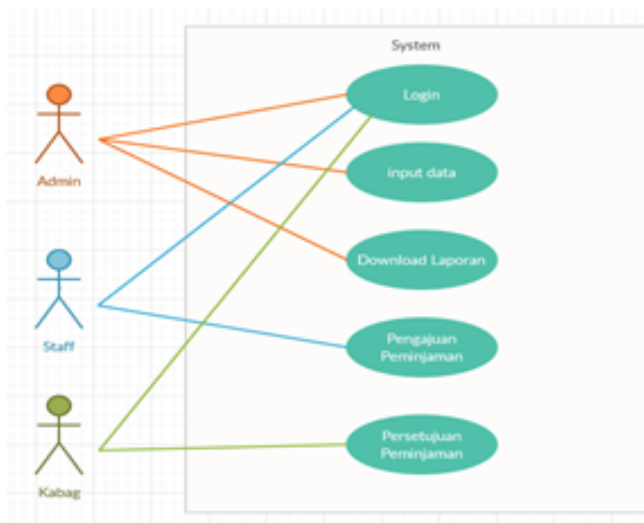 System
Login
Admin
input data
Download Laporan
Staff
Pengajuan
Peminjaman
Kabag
Persetujuan
Peminjaman